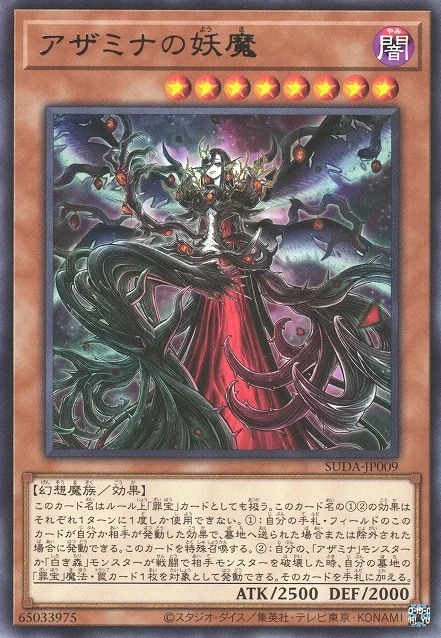 アザミナの妖魔
ようま
闇
やみ
SUDA-JP009
【幻想魔族/効果】
このカード名はルール上「罪宝」カードとしても扱う。このカード名の①②の効果は
それぞれ1ターンに1度しか使用できない。①:自分の手札・フィールドのこの
カードが自分か相手が発動した効果で、墓地へ送られた場合または除外された
場合に発動できる。このカードを特殊召喚する。②:自分の、「アザミナ」モンスター
か「白き森」モンスターが戦闘で相手モンスターを破壊した時、自分の墓地の
「罪宝」魔法・罠カード1枚を対象として発動できる。そのカードを手札に加える。
ATK/2500 DEF/2000
65033975
©スタジオ・ダイス/集英社・テレビ東京・KONAMI